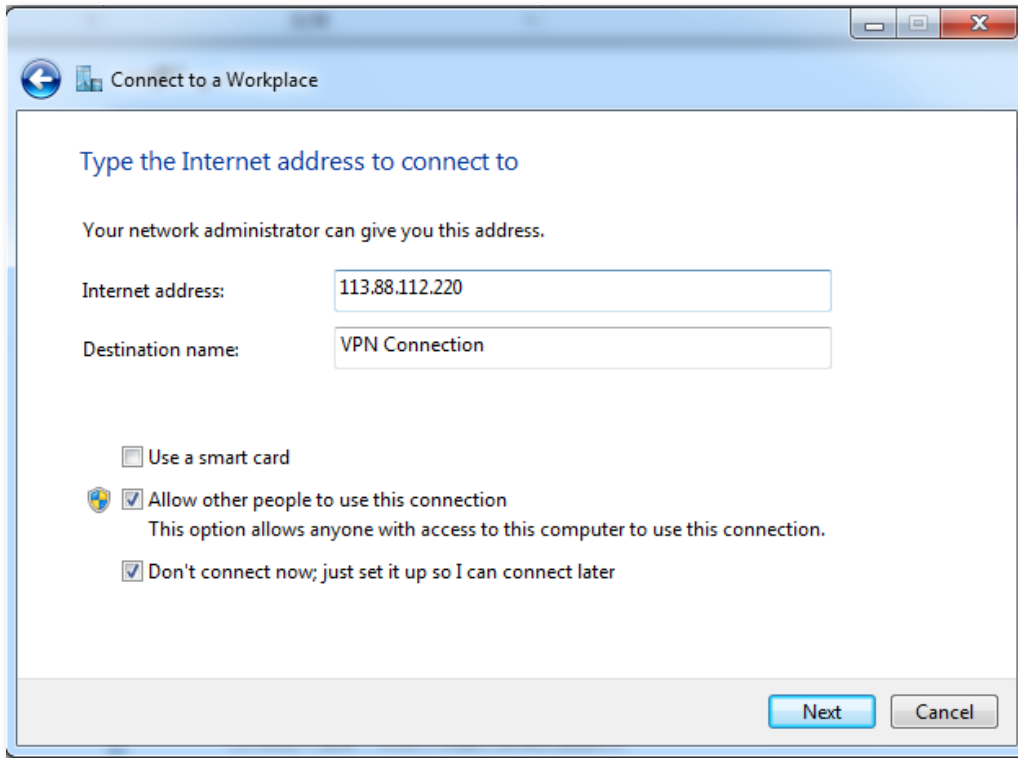 Connect to a Workplace
Type the Internet address to connect to
Your network administrator can give you this address.
Internet address: 113.88.112.220
Destination name: VPN Connection
Use a smart card
Allow other people to use this connection
This option allows anyone with access to this computer to use this connection.
Don't connect now; just set it up so I can connect later
Next Cancel